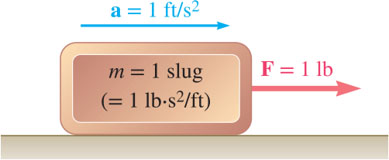 a = 1 ft/s²
m = 1 slug
(= 1 lb·s²/ft)
F = 1 lb